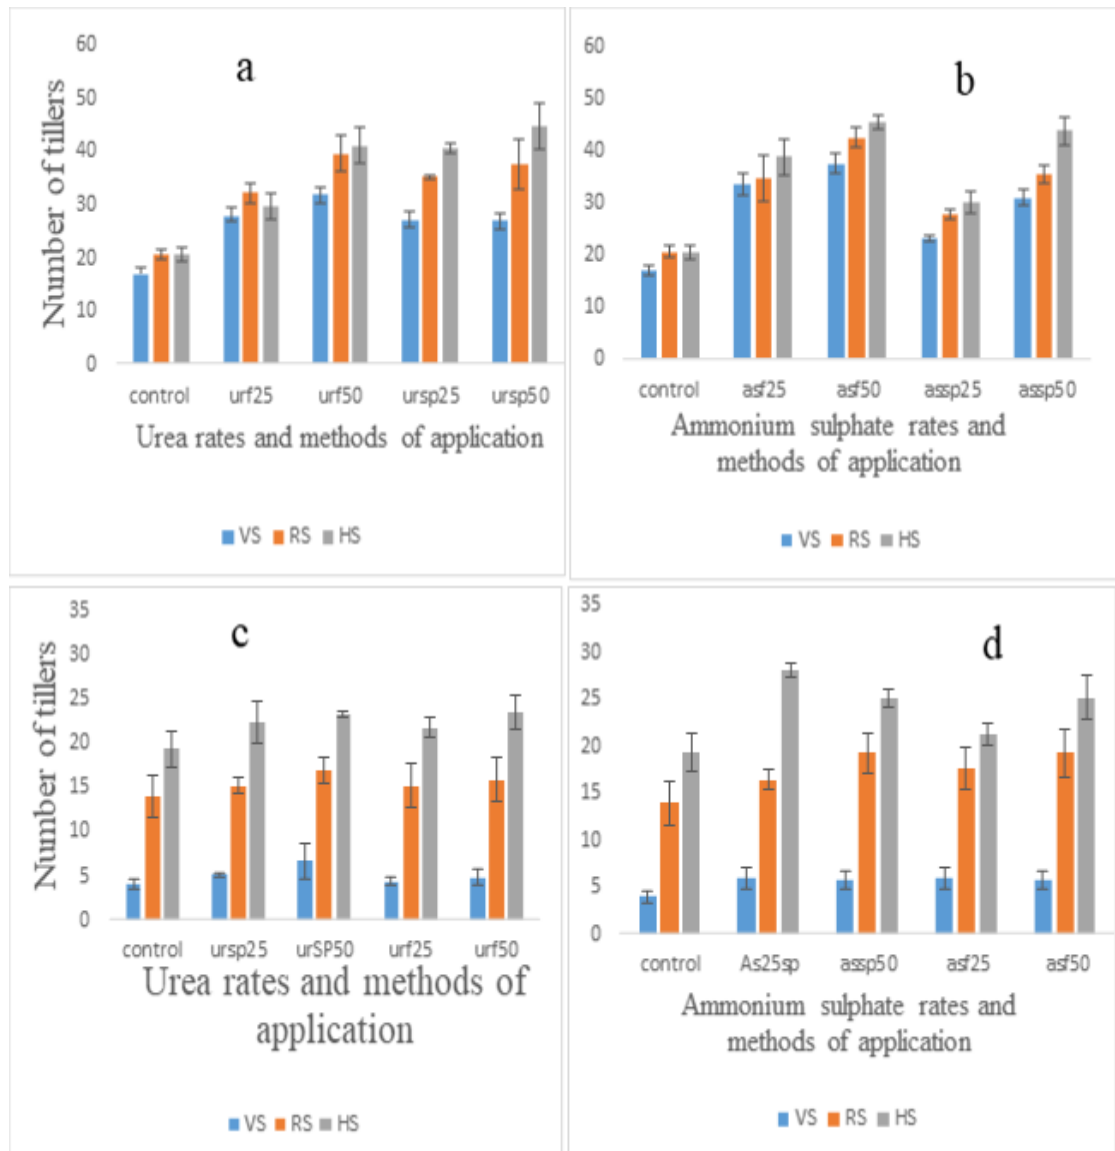 a
60
50
40
30
20
10
0
Number of tillers
control urf25 urf50 ursp25 ursp50
Urea rates and methods of application
VS RS HS
b
60
50
40
30
20
10
0
control asf25 asf50 assp25 assp50
Ammonium sulphate rates and
methods of application
VS RS HS
c
35
30
25
20
15
10
5
0
Number of tillers
control ursp25 urSP50 urf25 urf50
Urea rates and methods of
application
VS RS HS
d
35
30
25
20
15
10
5
0
control As25sp assp50 asf25 asf50
Ammonium sulphate rates and
methods of application
VS RS HS